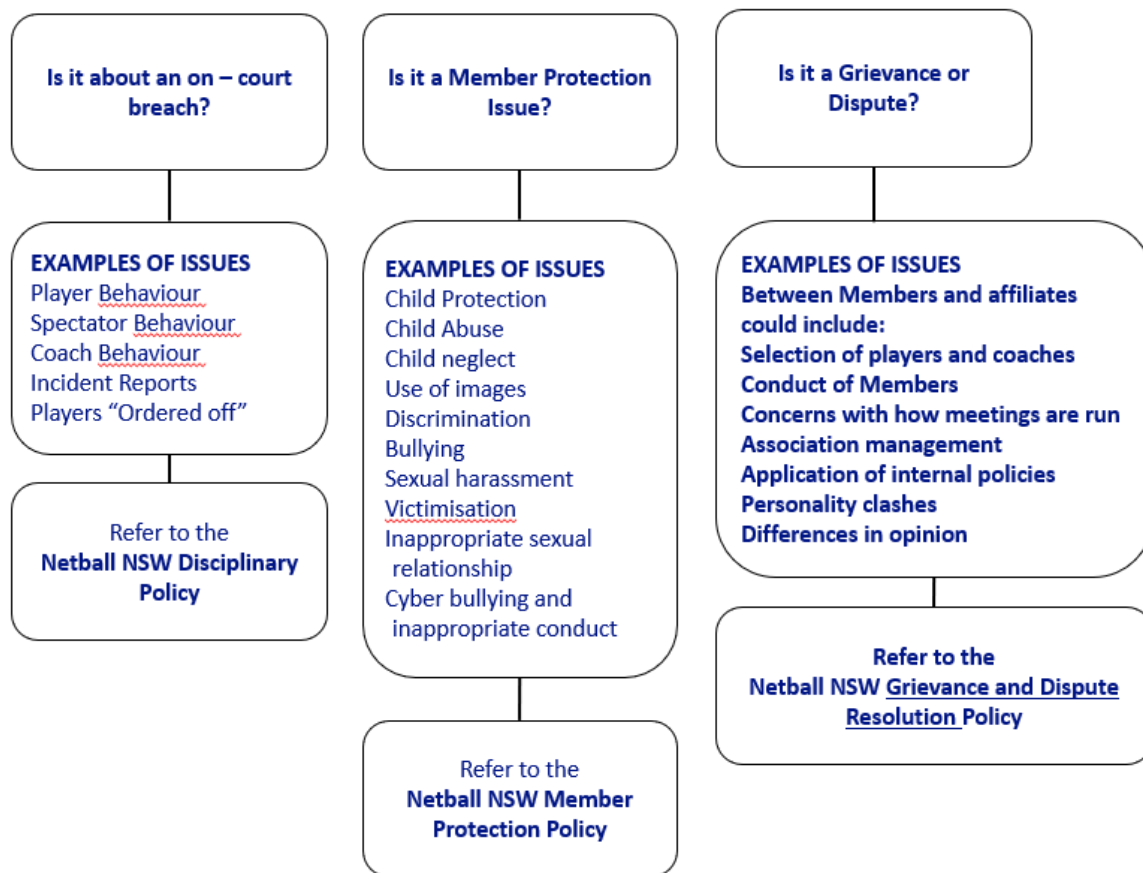 Is it about an on – court
breach?
EXAMPLES OF ISSUES
Player Behaviour
Spectator Behaviour
Coach Behaviour
Incident Reports
Players “Ordered off”
Refer to the
Netball NSW Disciplinary
Policy
Is it a Member Protection
Issue?
EXAMPLES OF ISSUES
Child Protection
Child Abuse
Child neglect
Use of images
Discrimination
Bullying
Sexual harassment
Victimisation
Inappropriate sexual
relationship
Cyber bullying and
inappropriate conduct
Refer to the
Netball NSW Member
Protection Policy
Is it a Grievance or
Dispute?
EXAMPLES OF ISSUES
Between Members and affiliates
could include:
Selection of players and coaches
Conduct of Members
Concerns with how meetings are run
Association management
Application of internal policies
Personality clashes
Differences in opinion
Refer to the
Netball NSW Grievance and Dispute
Resolution Policy